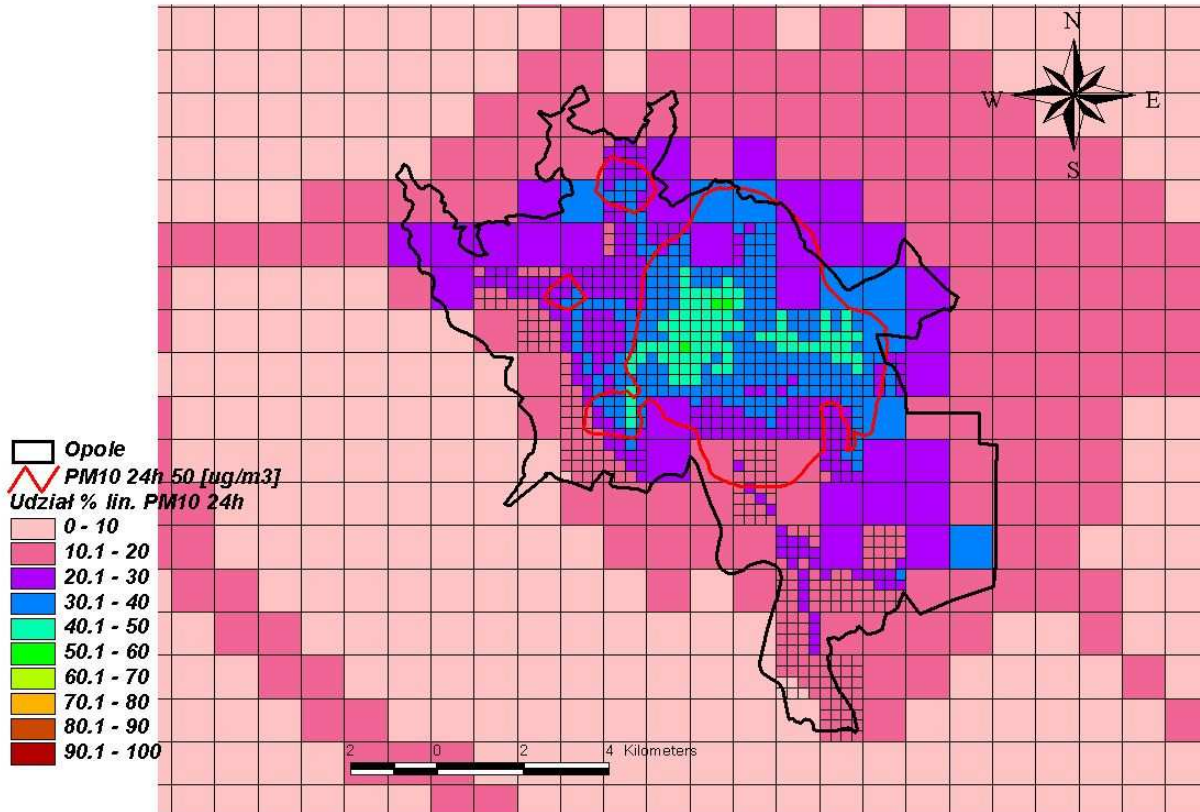 N
W E
S
Opole
PM10 24h 50 [ug/m3]
Udział % lin. PM10 24h
0 - 10
10.1 - 20
20.1 - 30
30.1 - 40
40.1 - 50
50.1 - 60
60.1 - 70
70.1 - 80
80.1 - 90
90.1 - 100
2 0 2 4 Kilometers